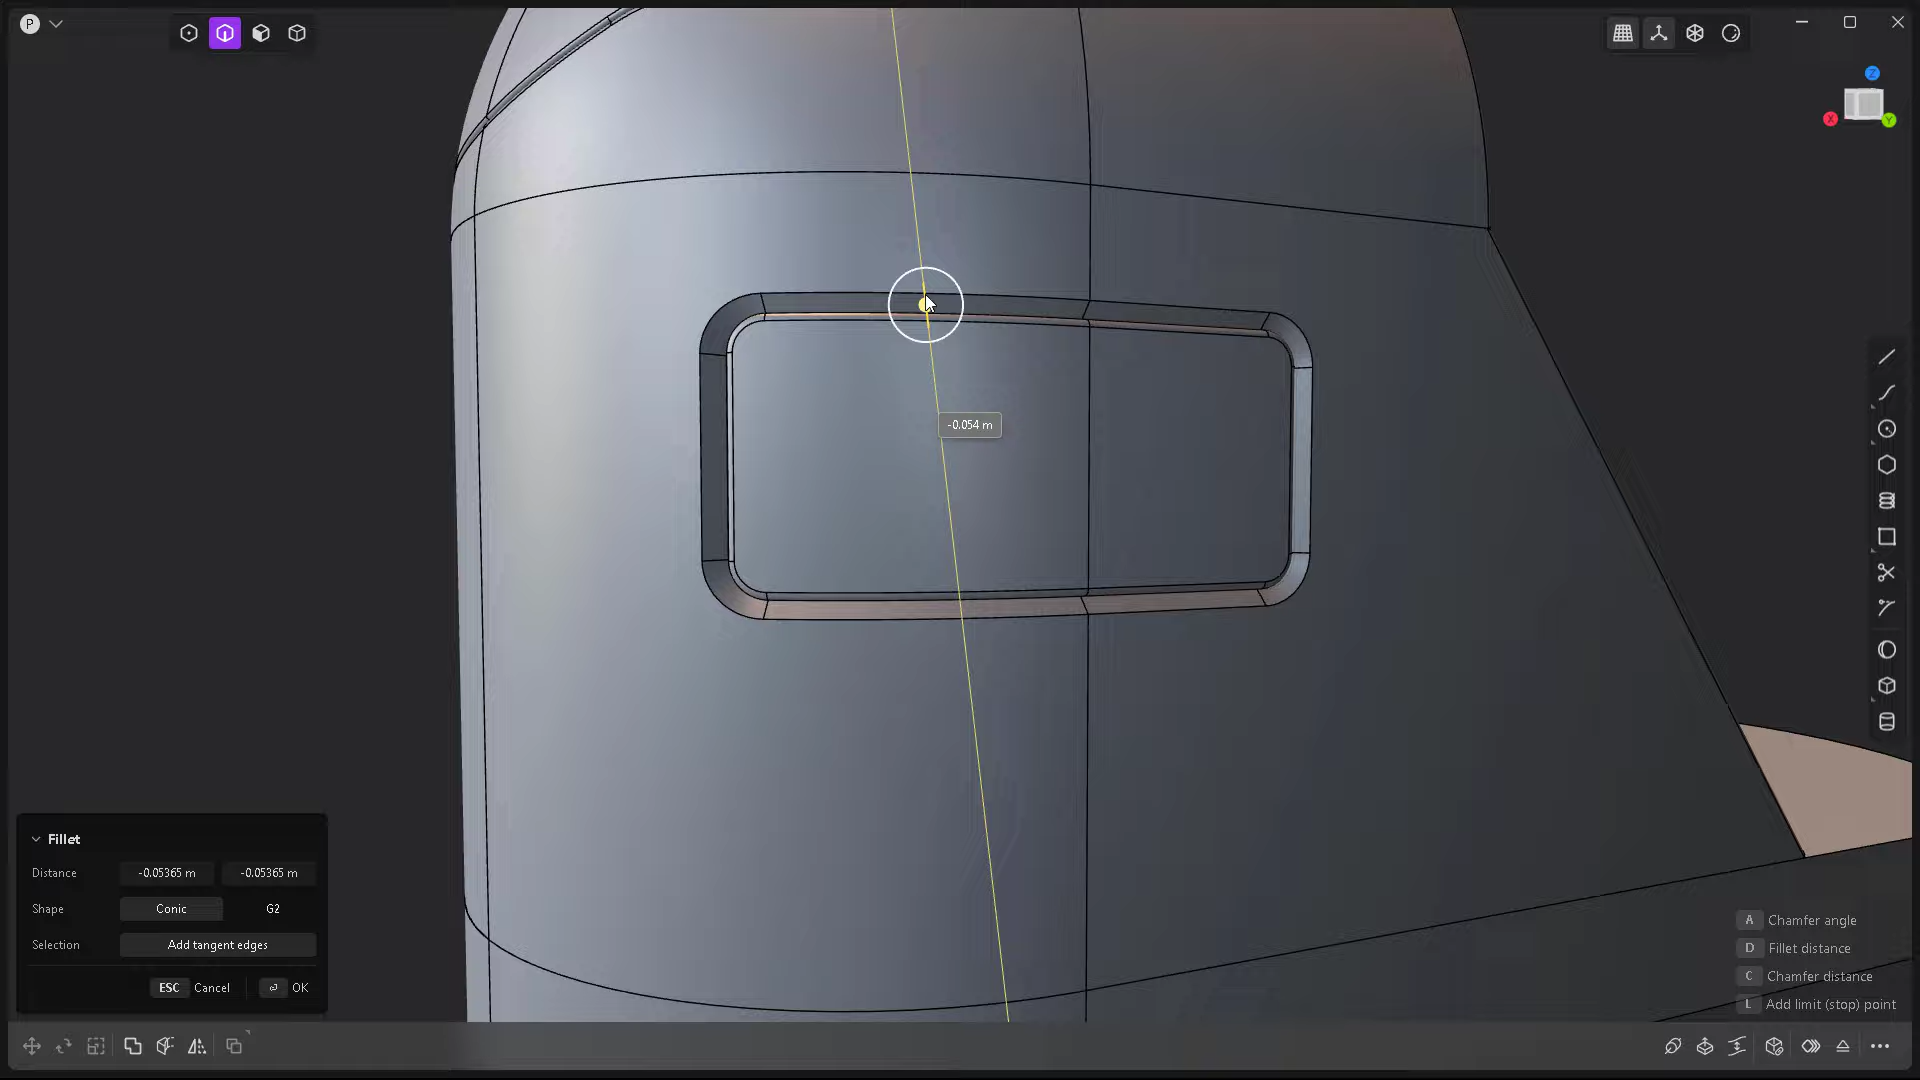 P
Z
X
Y
-0.054 m
Fillet
Distance -0.05365 m -0.05365 m
Shape Conic G2
Selection Add tangent edges
ESC Cancel OK
A Chamfer angle
D Fillet distance
C Chamfer distance
L Add limit (stop) point